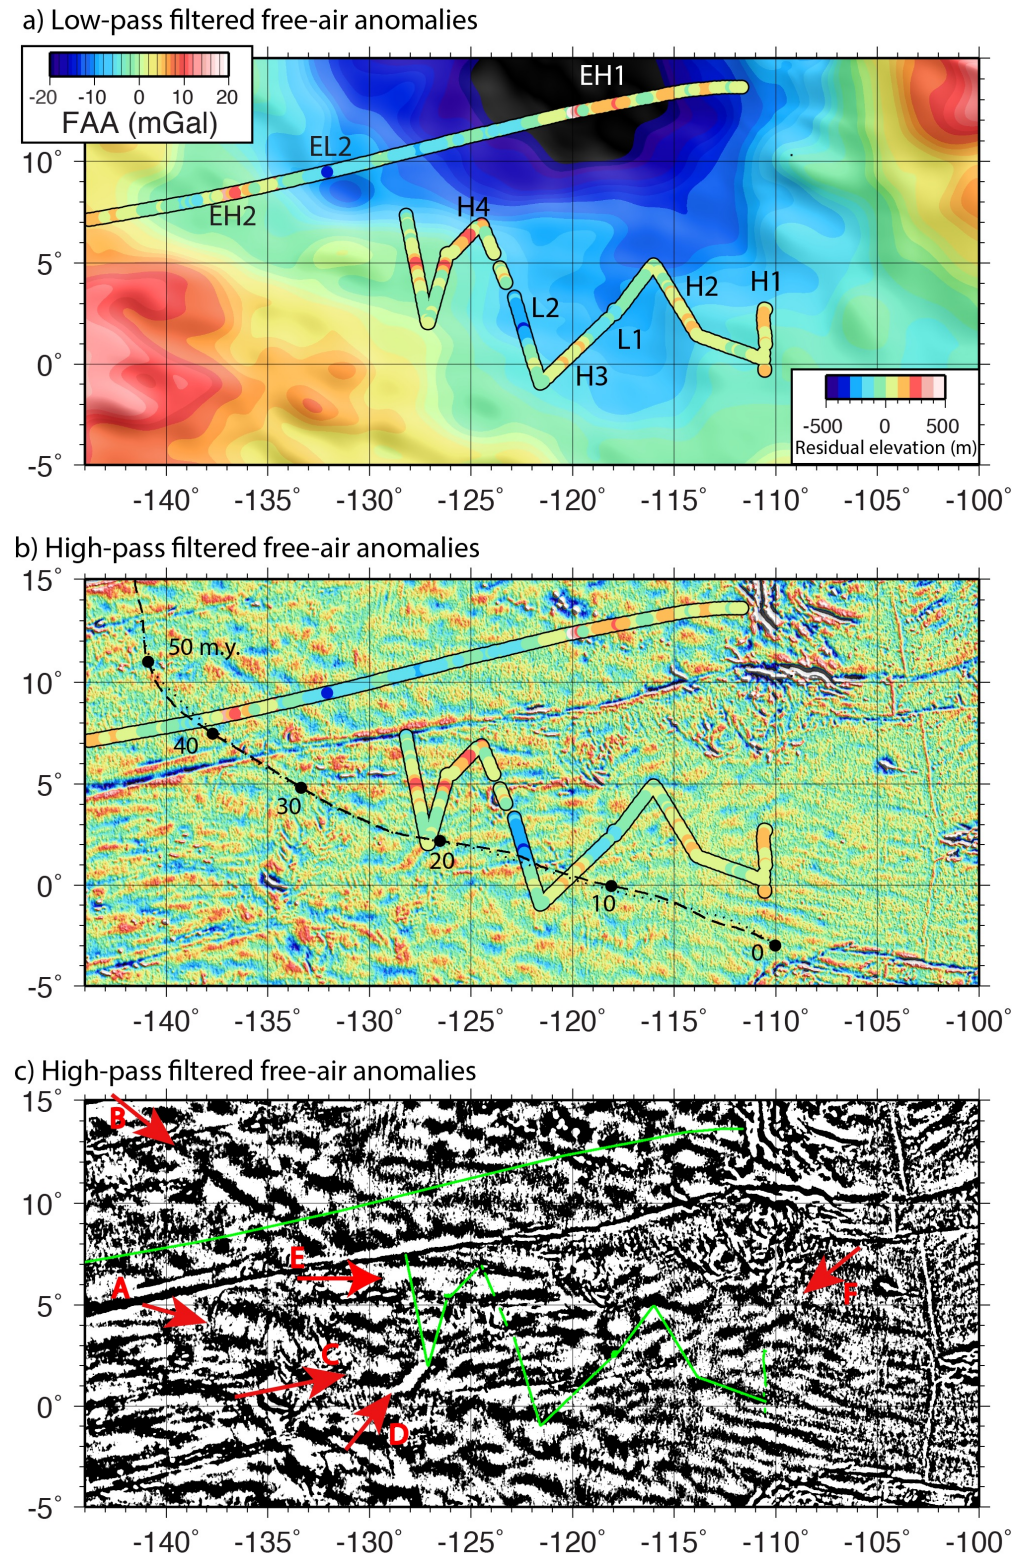 a) Low-pass filtered free-air anomalies
-20 -10 0 10 20
FAA (mGal)
EH1
10°
EL2
EH2
H4
5°
H1
H2
L2
L1
0°
H3
-500 0 500
Residual elevation (m)
-5°
-140° -135° -130° -125° -120° -115° -110° -105° -100°
b) High-pass filtered free-air anomalies
15°
50 m.y.
10°
40
5°
30
20
0°
10
0
-5°
-140° -135° -130° -125° -120° -115° -110° -105° -100°
c) High-pass filtered free-air anomalies
15°
B
10°
E
A
F
5°
C
0°
D
-5°
-140° -135° -130° -125° -120° -115° -110° -105° -100°